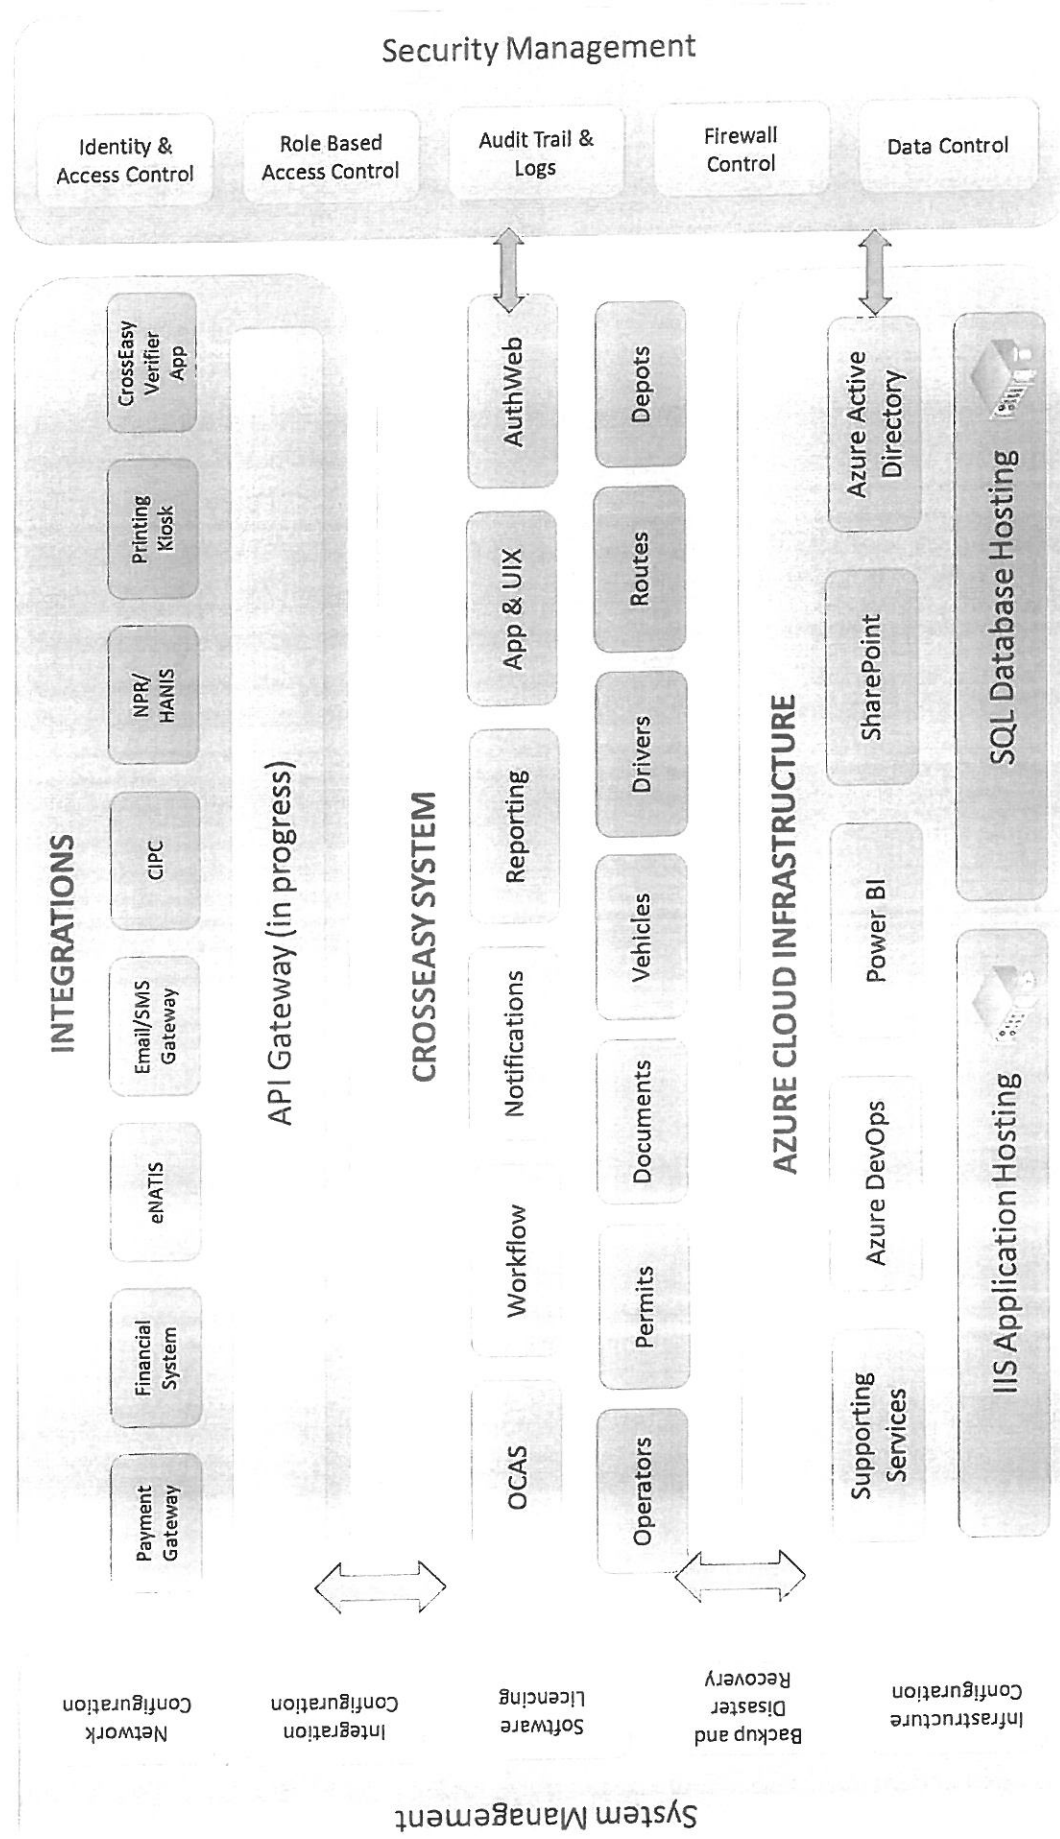 Security Management
Identity &
Access Control
Role Based
Access Control
Audit Trail &
Logs
Firewall
Control
Data Control
INTEGRATIONS
Payment
Gateway
Financial
System
eNATIS
Email/SMS
Gateway
CIPC
NPR/
HANIS
Printing
Kiosk
CrossEasy
Verifier
App
API Gateway (in progress)
CROSSEASY SYSTEM
OCAS
Workflow
Notifications
Reporting
App & UIX
AuthWeb
Operators
Permits
Documents
Vehicles
Drivers
Routes
Depots
AZURE CLOUD INFRASTRUCTURE
Supporting
Services
Azure DevOps
Power BI
SharePoint
Azure Active
Directory
IIS Application Hosting
SQL Database Hosting
System Management
Network
Configuration
Integration
Configuration
Software
Licencing
Backup and
Disaster
Recovery
Infrastructure
Configuration